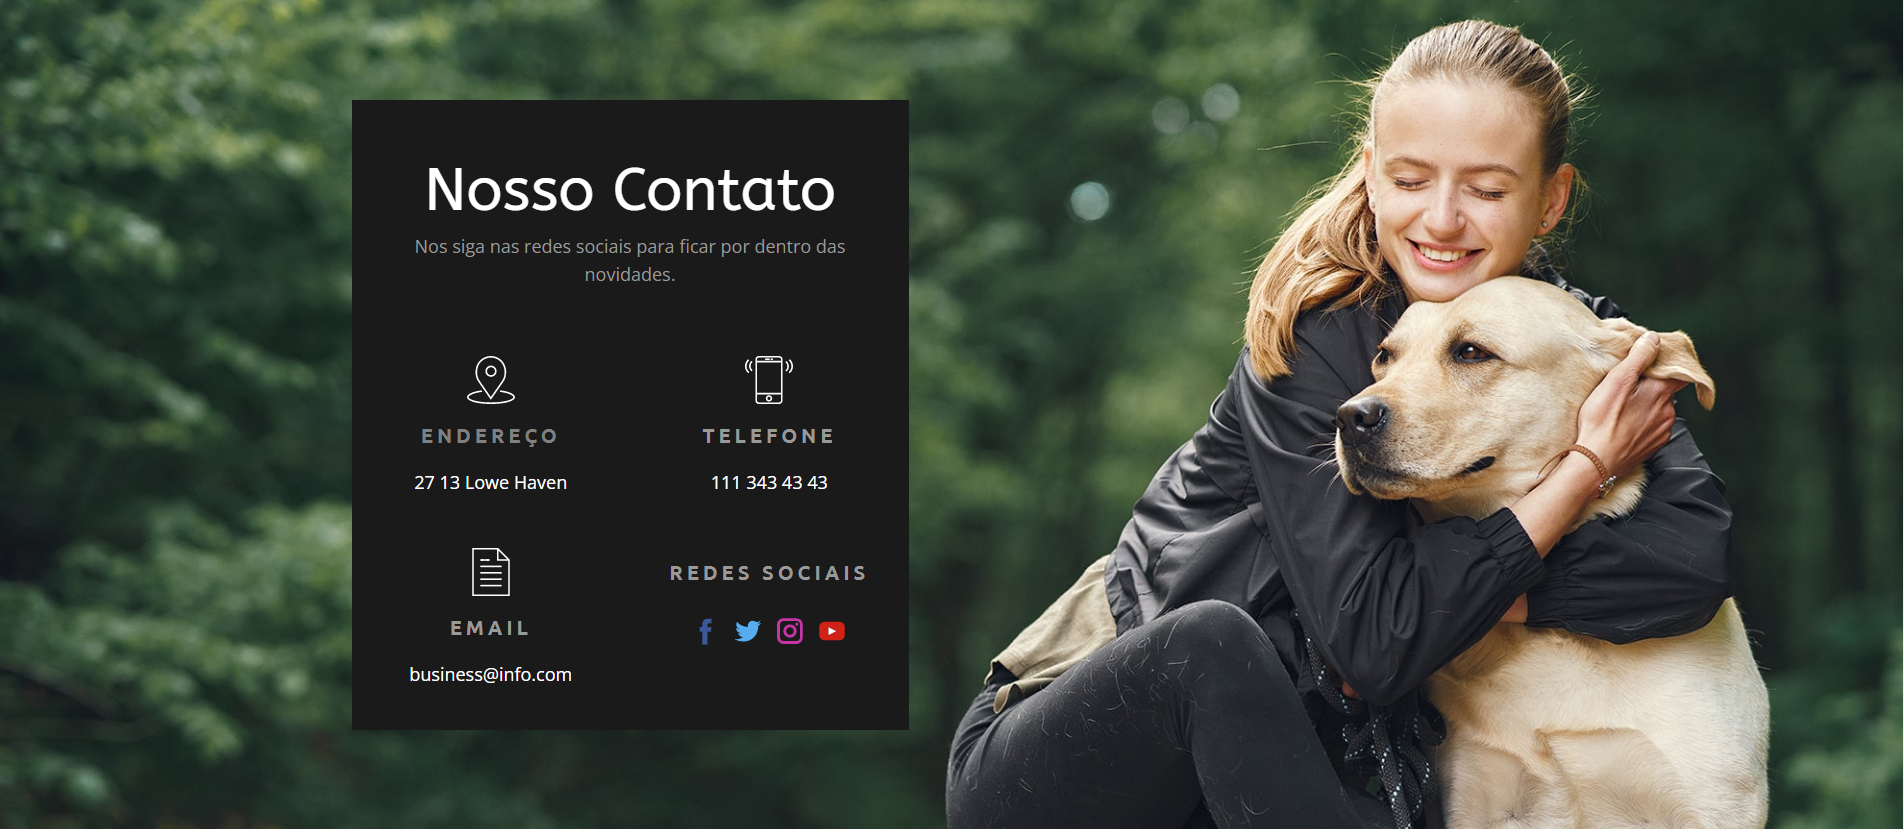 Nosso Contato
Nos siga nas redes sociais para ficar por dentro das
novidades.
ENDEREÇO
27 13 Lowe Haven
TELEFONE
111 343 43 43
EMAIL
business@info.com
REDES SOCIAIS